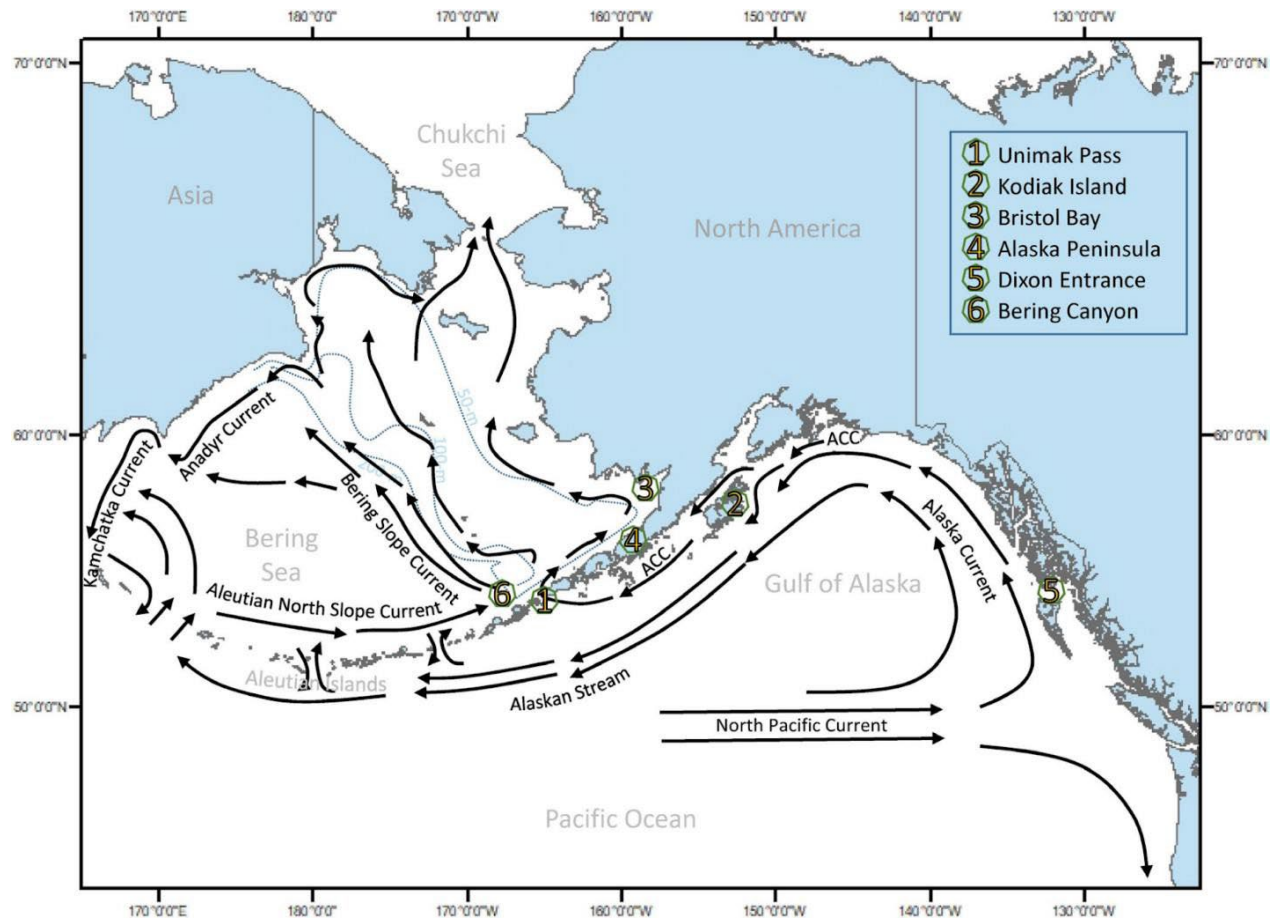 170°0'0"E
180°0'0"
170°0'0"W
160°0'0"W
150°0'0"W
140°0'0"W
130°0'0"W
70°0'0"N
70°0'0"N
Chukchi
Sea
Asia
North America
1 Unimak Pass
2 Kodiak Island
3 Bristol Bay
4 Alaska Peninsula
5 Dixon Entrance
6 Bering Canyon
50-m
100-m
60°0'0"N
60°0'0"N
Anadyr Current
Kamchatka Current
Bering Slope Current
ACC
Alaska Current
3
2
4
5
6
1
ACC
Bering
Sea
Gulf of Alaska
Aleutian North Slope Current
Aleutian Islands
Alaskan Stream
50°0'0"N
50°0'0"N
North Pacific Current
Pacific Ocean
170°0'0"E
180°0'0"
170°0'0"W
160°0'0"W
150°0'0"W
140°0'0"W
130°0'0"W